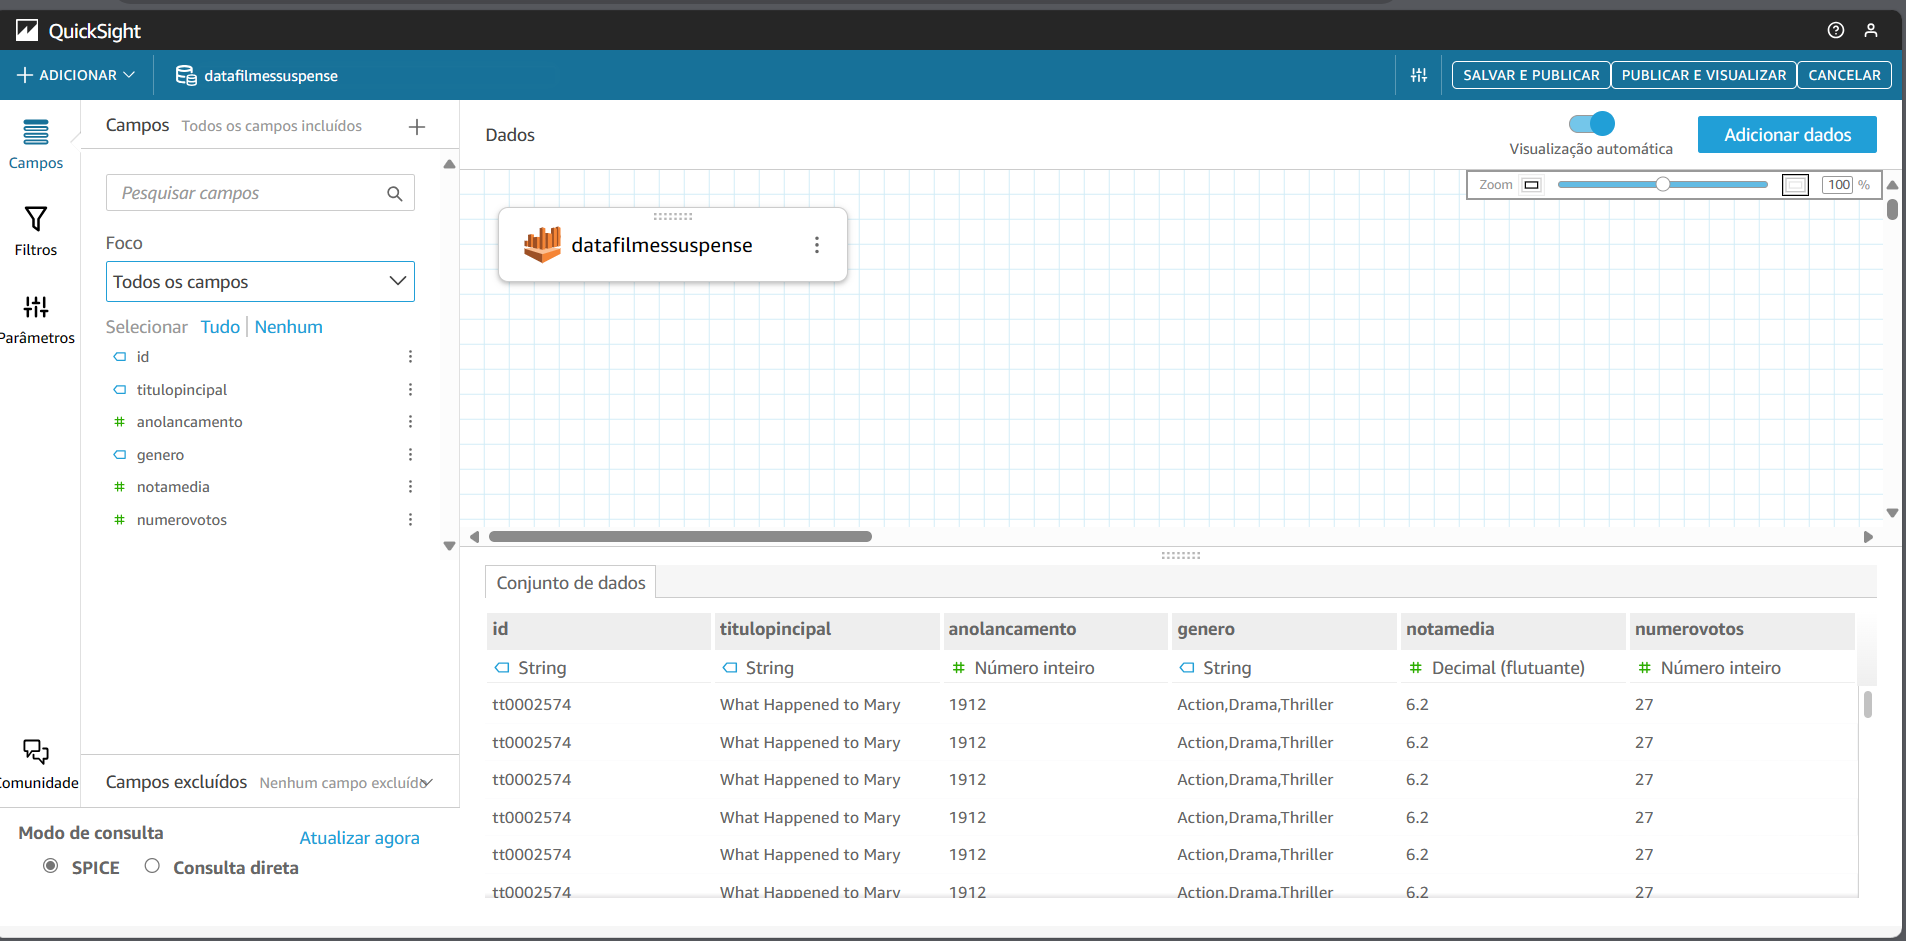 QuickSight
ADICIONAR
datafilmessuspense
SALVAR E PUBLICAR
PUBLICAR E VISUALIZAR
CANCELAR
Campos
Filtros
Parâmetros
omunidade
Campos Todos os campos incluídos
Pesquisar campos
Foco
Todos os campos
Selecionar Tudo Nenhum
id
titulopincipal
anolancamento
genero
notamedia
numerovotos
Campos excluídos Nenhum campo excluído
Modo de consulta
Atualizar agora
SPICE Consulta direta
Dados
Visualização automática
Adicionar dados
Zoom 100 %
datafilmessuspense
Conjunto de dados
id titulopincipal anolancamento genero notamedia numerovotos
String String Número inteiro String Decimal (flutuante) Número inteiro
tt0002574 What Happened to Mary 1912 Action,Drama,Thriller 6.2 27
tt0002574 What Happened to Mary 1912 Action,Drama,Thriller 6.2 27
tt0002574 What Happened to Mary 1912 Action,Drama,Thriller 6.2 27
tt0002574 What Happened to Mary 1912 Action,Drama,Thriller 6.2 27
tt0002574 What Happened to Mary 1912 Action,Drama,Thriller 6.2 27
tt0002574 What Happened to Mary 1912 Action,Drama,Thriller 6.2 27